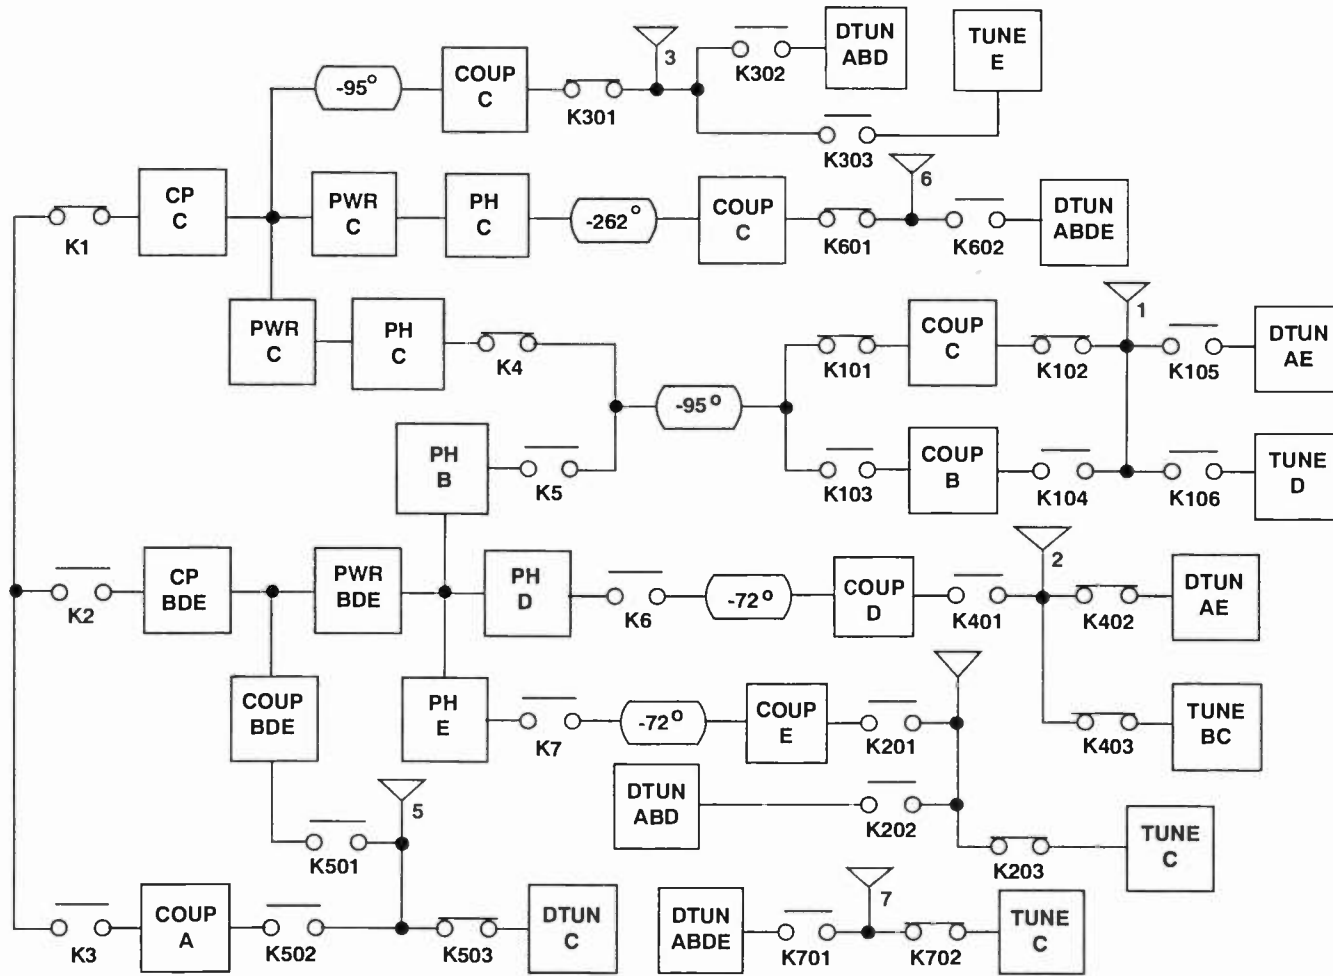 DTUN
ABD
TUNE
E
3
K302
-95°
COUP
C
K301
K303
6
CP
C
PWR
C
PH
C
-262°
COUP
C
DTUN
ABDE
K1
K601
K602
1
PWR
C
PH
C
COUP
C
DTUN
AE
K4
K101
K102
K105
-95°
PH
B
COUP
B
TUNE
D
K5
K103
K104
K106
2
CP
BDE
PWR
BDE
PH
D
-72°
COUP
D
DTUN
AE
K2
K6
K401
K402
COUP
BDE
PH
E
-72°
COUP
E
TUNE
BC
K7
K201
K403
5
DTUN
ABD
K202
TUNE
C
K501
K203
7
COUP
A
DTUN
C
DTUN
ABDE
TUNE
C
K3
K502
K503
K701
K702